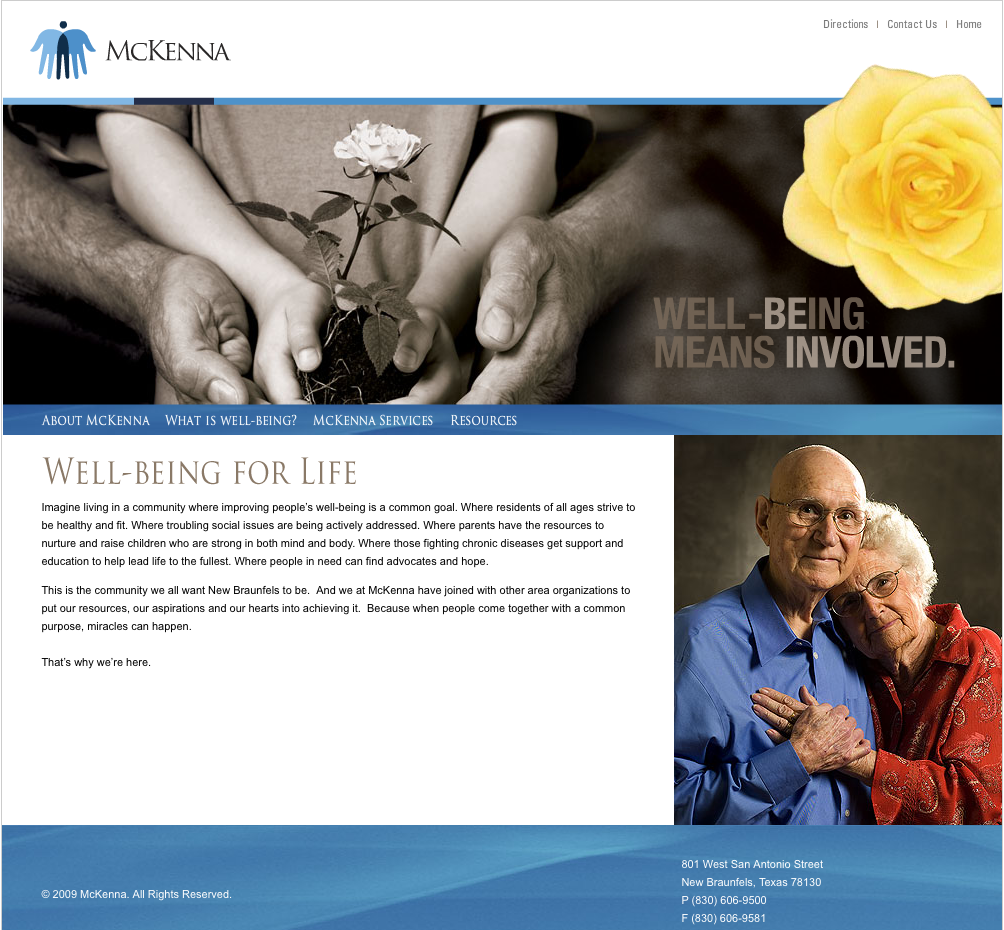 Directions | Contact Us | Home
McKenna
WELL-BEING
MEANS INVOLVED.
About McKenna What is well-being? McKenna Services Resources
Well-being for Life
Imagine living in a community where improving people's well-being is a common goal. Where residents of all ages strive to
be healthy and fit. Where troubling social issues are being actively addressed. Where parents have the resources to
nurture and raise children who are strong in both mind and body. Where those fighting chronic diseases get support and
education to help lead life to the fullest. Where people in need can find advocates and hope.
This is the community we all want New Braunfels to be.  And we at McKenna have joined with other area organizations to
put our resources, our aspirations and our hearts into achieving it.  Because when people come together with a common
purpose, miracles can happen.
That's why we're here.
© 2009 McKenna. All Rights Reserved.
801 West San Antonio Street
New Braunfels, Texas 78130
P (830) 606-9500
F (830) 606-9581